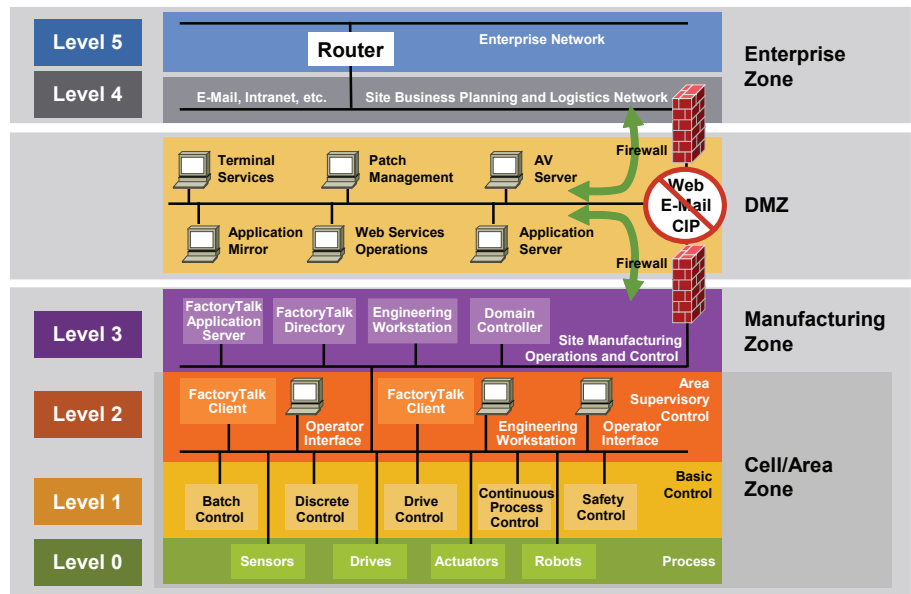 Level 5
Router
Enterprise Network
Enterprise
Zone
Level 4
E-Mail, Intranet, etc.
Site Business Planning and Logistics Network
Firewall
Terminal
Services
Patch
Management
AV
Server
Web
E-Mail
CIP
DMZ
Application
Mirror
Web Services
Operations
Application
Server
Firewall
Level 3
FactoryTalk
Application
Server
FactoryTalk
Directory
Engineering
Workstation
Domain
Controller
Site Manufacturing
Operations and Control
Manufacturing
Zone
Level 2
FactoryTalk
Client
Operator
Interface
FactoryTalk
Client
Engineering
Workstation
Operator
Interface
Area
Supervisory
Control
Level 1
Batch
Control
Discrete
Control
Drive
Control
Continuous
Process
Control
Safety
Control
Basic
Control
Cell/Area
Zone
Level 0
Sensors
Drives
Actuators
Robots
Process